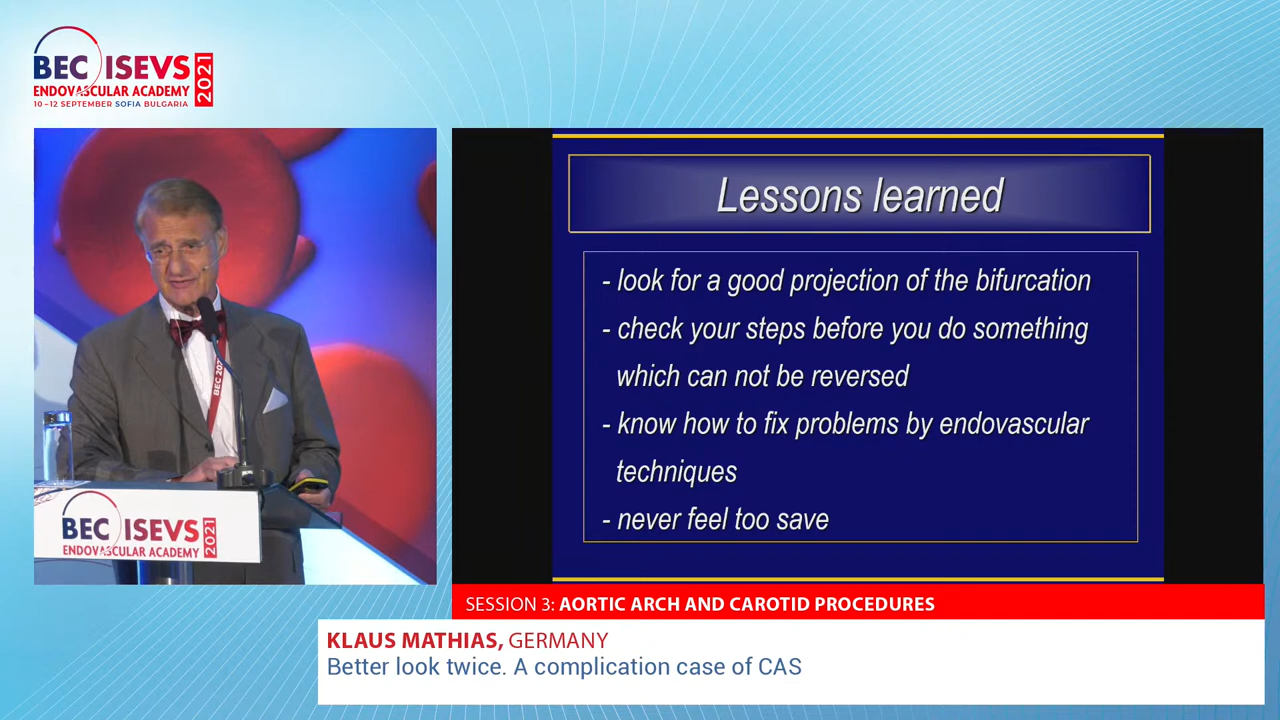 BEC ISEVS
ENDOVASCULAR ACADEMY
10–12 SEPTEMBER SOFIA BULGARIA
2021
BEC 202
BEC ISEVS
ENDOVASCULAR ACADEMY
2021
Lessons learned
- look for a good projection of the bifurcation
- check your steps before you do something
which can not be reversed
- know how to fix problems by endovascular
techniques
- never feel too save
SESSION 3: AORTIC ARCH AND CAROTID PROCEDURES
KLAUS MATHIAS, GERMANY
Better look twice. A complication case of CAS